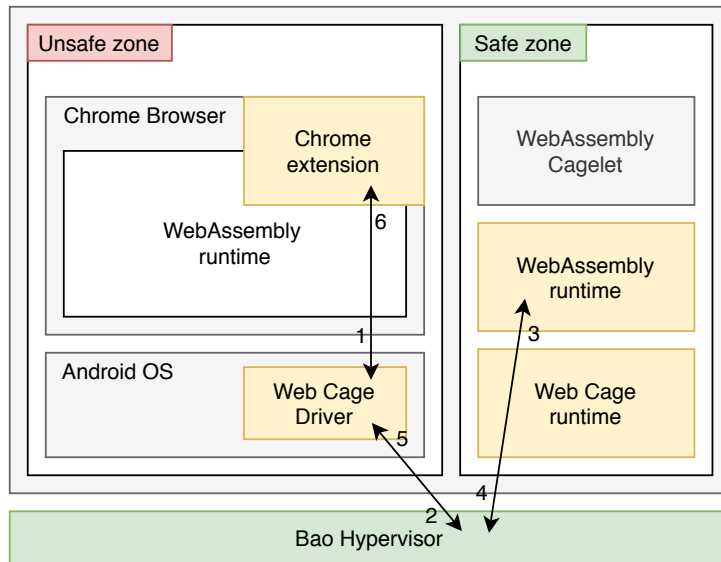 Unsafe zone
Safe zone
Chrome Browser
Chrome
extension
WebAssembly
Cagelet
6
WebAssembly
runtime
WebAssembly
runtime
1
3
Android OS
Web Cage
Driver
Web Cage
runtime
5
4
2
Bao Hypervisor